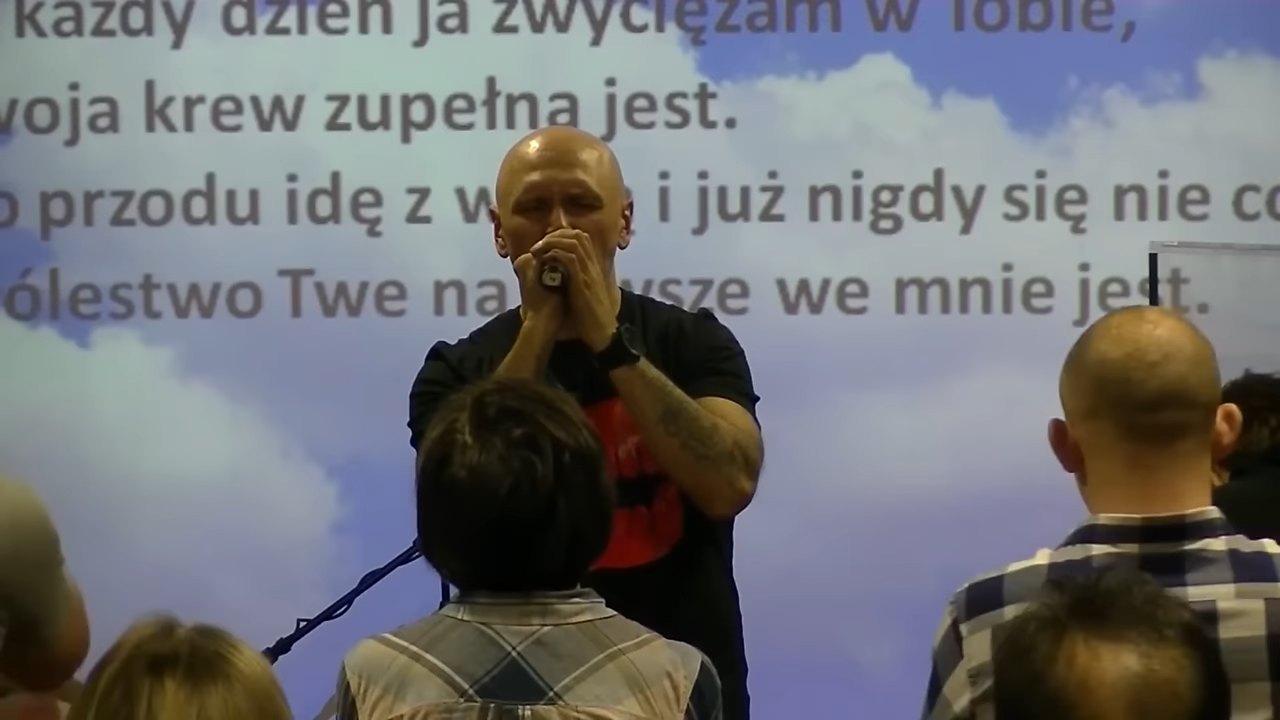 każdy dzień ja zwyciężam w Tobie,
woja krew zupełna jest.
o przodu idę z i już nigdy się nie co
ólestwo Twe na wsze we mnie jest.